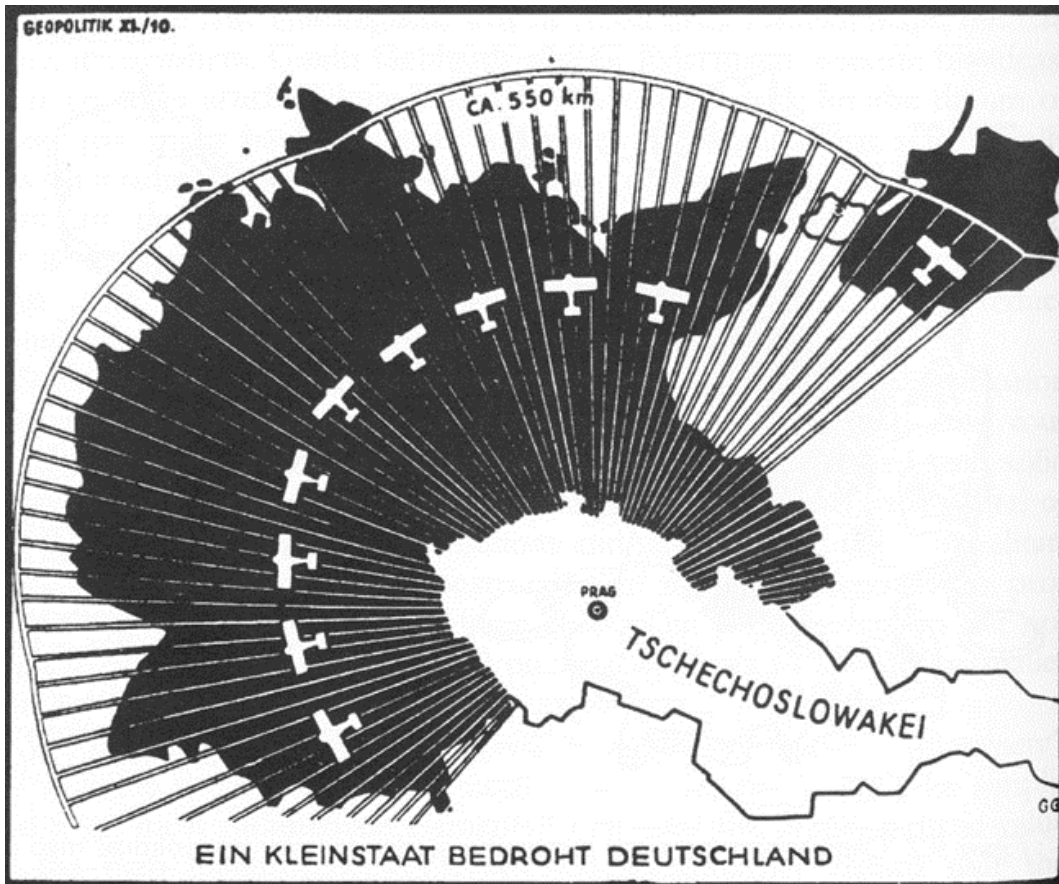 GEOPOLITIK XI./10.
CA. 550 km
PRAG
TSCHECHOSLOWAKEI
EIN KLEINSTAAT BEDROHT DEUTSCHLAND